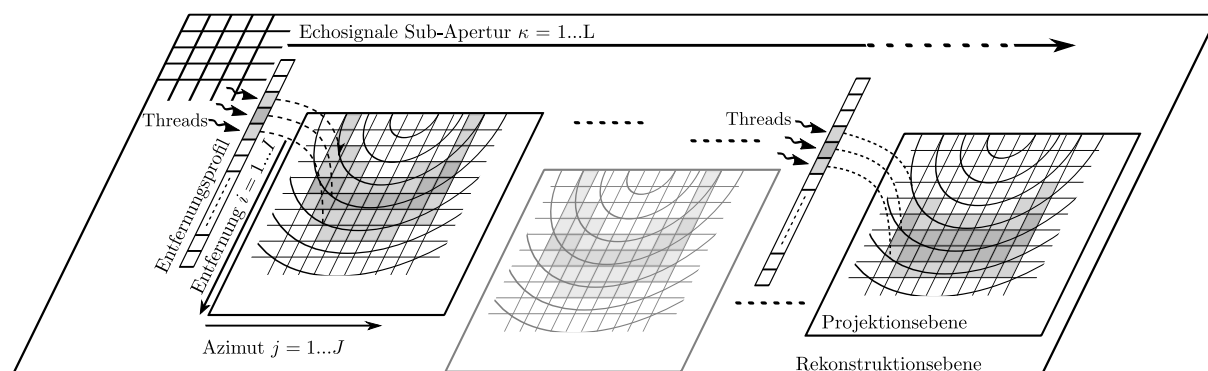 Echosignale Sub-Apertur κ = 1...L
Threads
Entfernungsprofil
Entfernung i = 1...I
Azimut j = 1...J
Threads
Projektionsebene
Rekonstruktionsebene